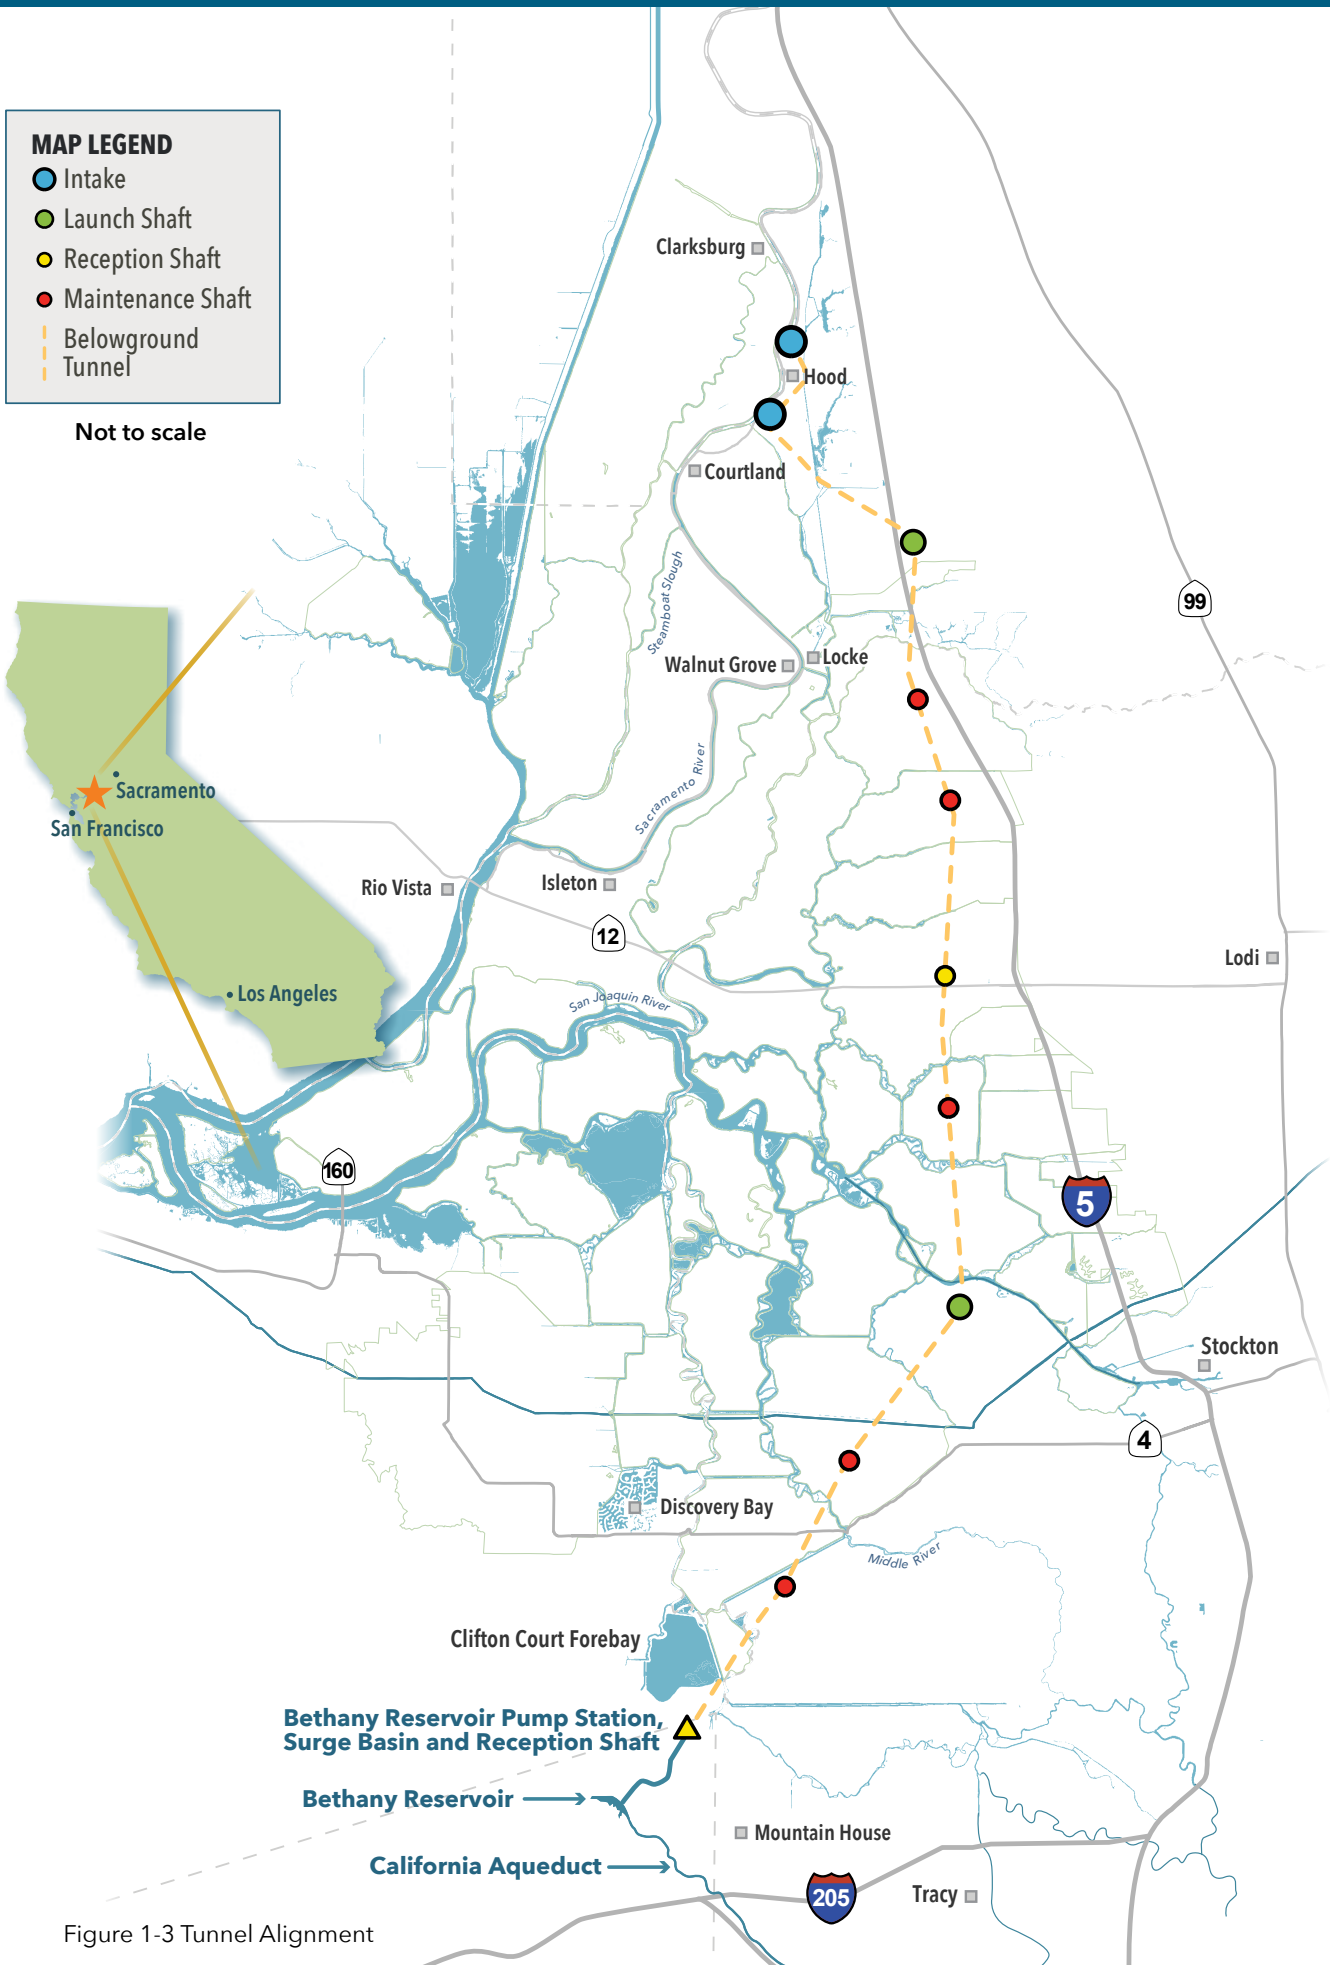 MAP LEGEND
Intake
Launch Shaft
Reception Shaft
Maintenance Shaft
Belowground
Tunnel
Not to scale
Clarksburg
Hood
Courtland
Steamboat Slough
99
Walnut Grove
Locke
Sacramento
San Francisco
Sacramento River
Rio Vista
Isleton
12
Lodi
Los Angeles
San Joaquin River
160
5
Stockton
4
Discovery Bay
Middle River
Clifton Court Forebay
Bethany Reservoir Pump Station,
Surge Basin and Reception Shaft
Bethany Reservoir
Mountain House
California Aqueduct
205
Tracy
Figure 1-3 Tunnel Alignment